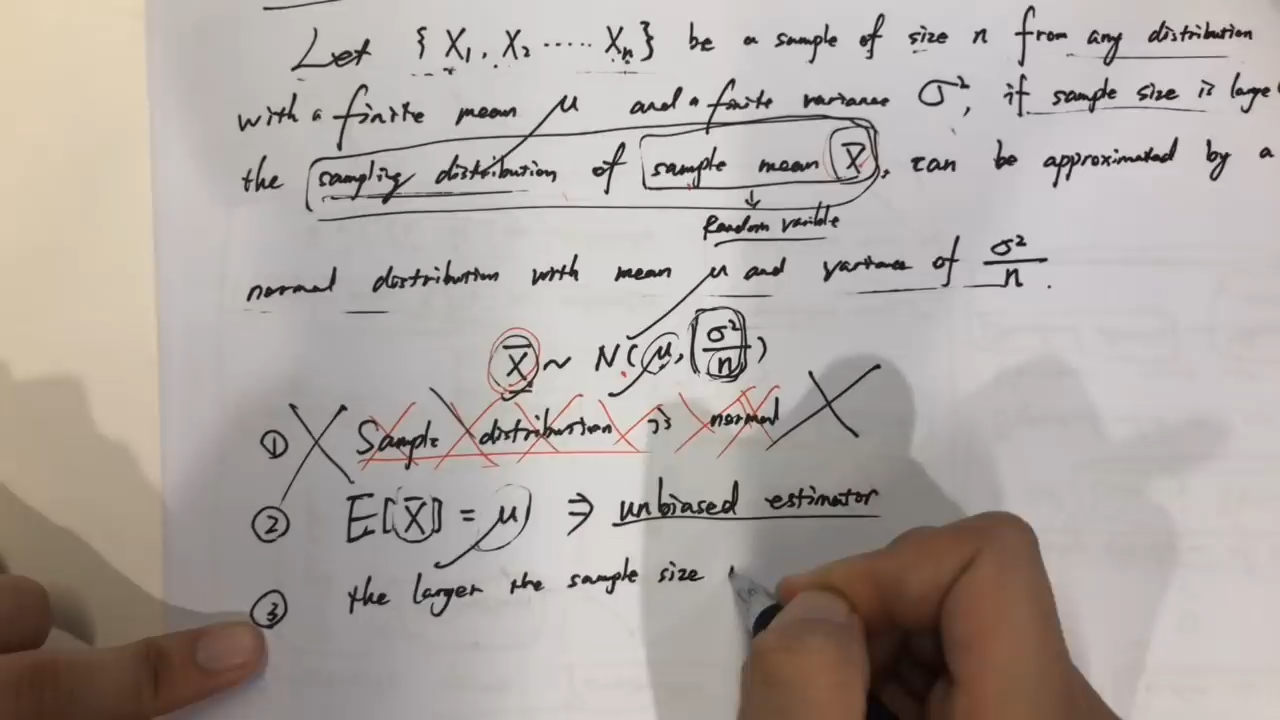 Let { X₁, X₂ ..... Xₙ } be a sample of size n from any distribution
with a finite mean μ and a finite variance σ², if sample size is large
the sampling distribution of sample mean X̄, can be approximated by a
Random varible
normal distribution with mean μ and variance of σ²/n.
X̄ ~ N(μ, σ²/n)
① Sample distribution is normal
② E[X̄] = μ ⇒ unbiased estimator
③ the larger the sample size